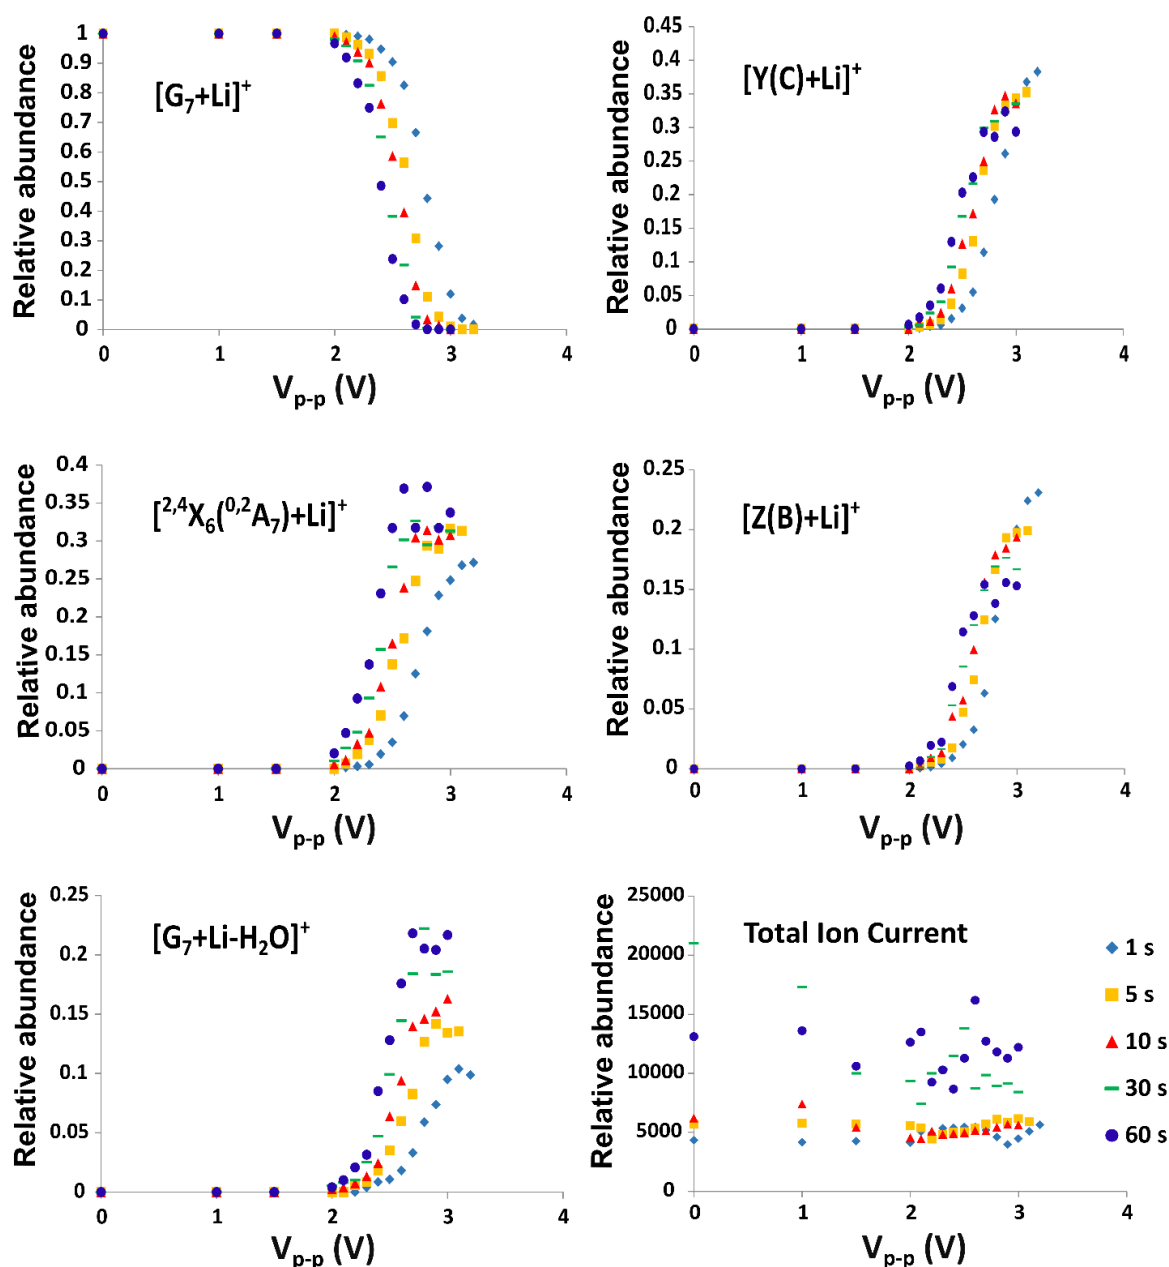 Relative abundance
1
0.9
0.8
0.7
0.6
0.5
0.4
0.3
0.2
0.1
0
[G7+Li]+
0 1 2 3 4
Vp-p (V)
Relative abundance
0.45
0.4
0.35
0.3
0.25
0.2
0.15
0.1
0.05
0
[Y(C)+Li]+
0 1 2 3 4
Vp-p (V)
Relative abundance
0.4
0.35
0.3
0.25
0.2
0.15
0.1
0.05
0
[2,4X6(0,2A7)+Li]+
0 1 2 3 4
Vp-p (V)
Relative abundance
0.25
0.2
0.15
0.1
0.05
0
[Z(B)+Li]+
0 1 2 3 4
Vp-p (V)
Relative abundance
0.25
0.2
0.15
0.1
0.05
0
[G7+Li-H2O]+
0 1 2 3 4
Vp-p (V)
Relative abundance
25000
20000
15000
10000
5000
0
Total Ion Current
0 1 2 3 4
Vp-p (V)
1 s
5 s
10 s
30 s
60 s